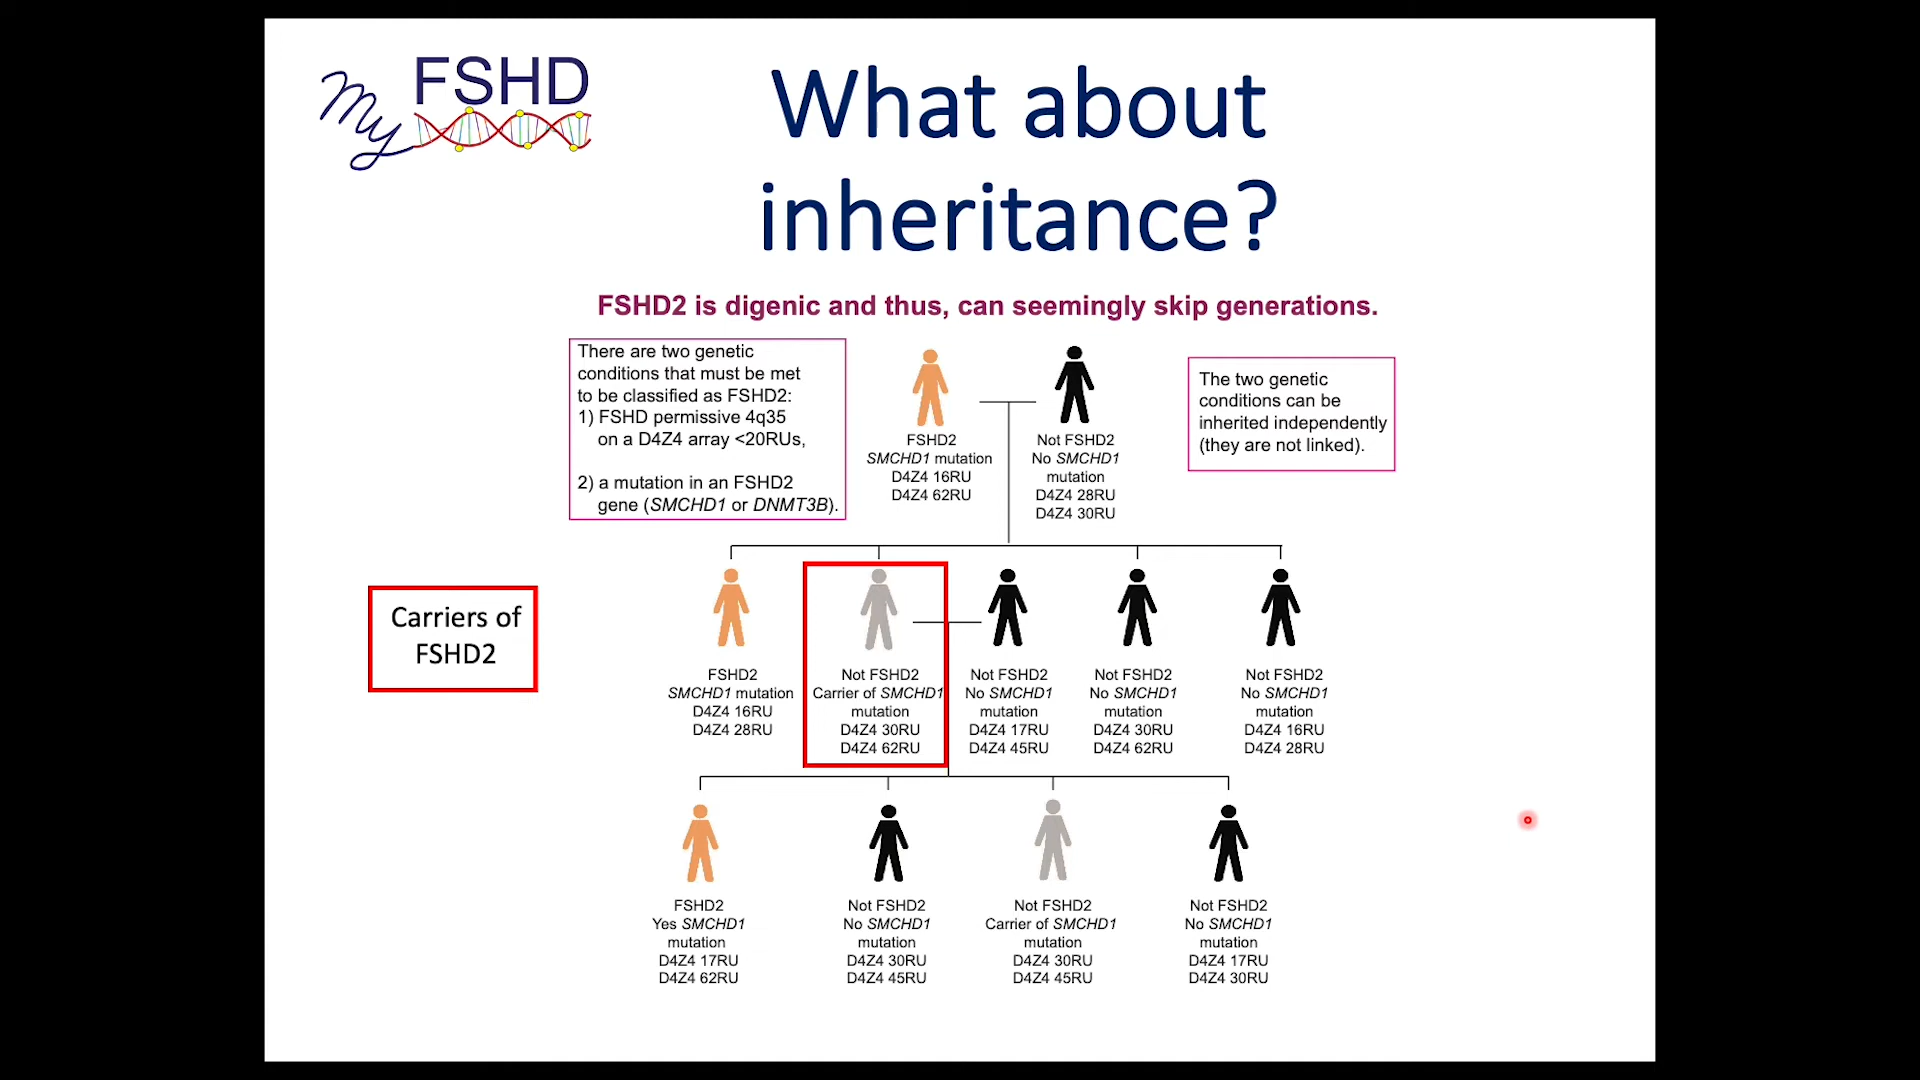 My FSHD
What about
inheritance?
FSHD2 is digenic and thus, can seemingly skip generations.
There are two genetic
conditions that must be met
to be classified as FSHD2:
1) FSHD permissive 4q35
on a D4Z4 array <20RUs,
2) a mutation in an FSHD2
gene (SMCHD1 or DNMT3B).
FSHD2
SMCHD1 mutation
D4Z4 16RU
D4Z4 62RU
Not FSHD2
No SMCHD1
mutation
D4Z4 28RU
D4Z4 30RU
The two genetic
conditions can be
inherited independently
(they are not linked).
Carriers of
FSHD2
FSHD2
SMCHD1 mutation
D4Z4 16RU
D4Z4 28RU
Not FSHD2
Carrier of SMCHD1
mutation
D4Z4 30RU
D4Z4 62RU
Not FSHD2
No SMCHD1
mutation
D4Z4 17RU
D4Z4 45RU
Not FSHD2
No SMCHD1
mutation
D4Z4 30RU
D4Z4 62RU
Not FSHD2
No SMCHD1
mutation
D4Z4 16RU
D4Z4 28RU
FSHD2
Yes SMCHD1
mutation
D4Z4 17RU
D4Z4 62RU
Not FSHD2
No SMCHD1
mutation
D4Z4 30RU
D4Z4 45RU
Not FSHD2
Carrier of SMCHD1
mutation
D4Z4 30RU
D4Z4 45RU
Not FSHD2
No SMCHD1
mutation
D4Z4 17RU
D4Z4 30RU